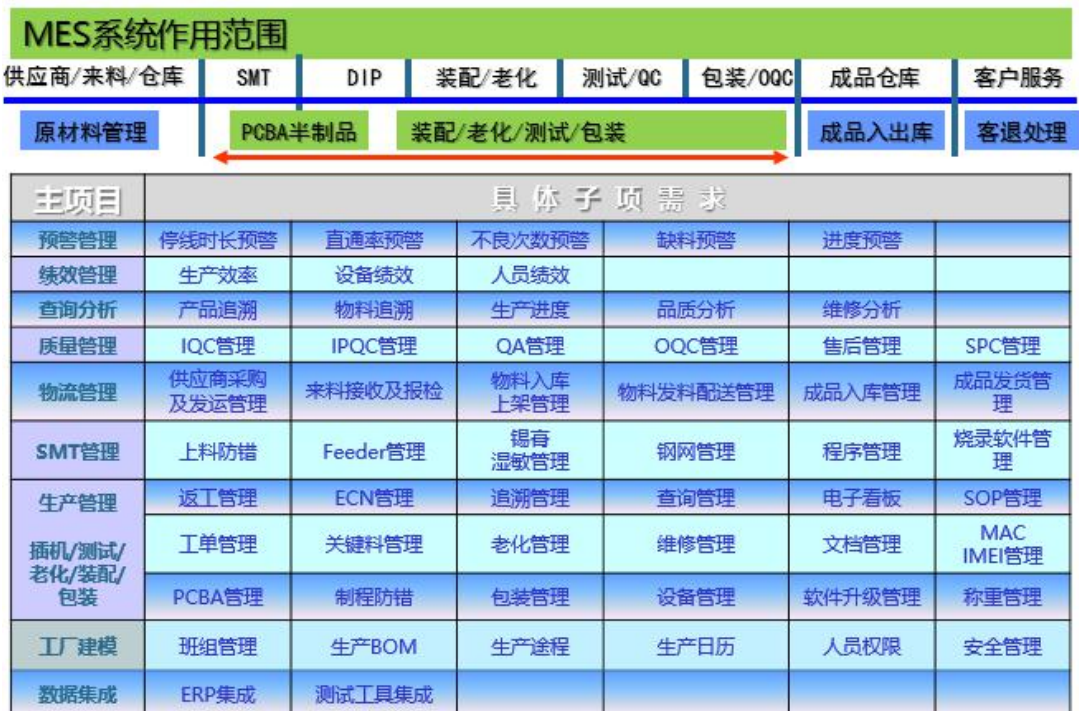 MES系统作用范围
供应商/来料/仓库 SMT DIP 装配/老化 测试/QC 包装/OQC 成品仓库 客户服务
原材料管理 PCBA半制品 装配/老化/测试/包装 成品入出库 客退处理
主项目 具体子项需求
预警管理 停线时长预警 直通率预警 不良次数预警 缺料预警 进度预警
绩效管理 生产效率 设备绩效 人员绩效
查询分析 产品追溯 物料追溯 生产进度 品质分析 维修分析
质量管理 IQC管理 IPQC管理 QA管理 OQC管理 售后管理 SPC管理
物流管理 供应商采购及发运管理 来料接收及报检 物料入库上架管理 物料发料配送管理 成品入库管理 成品发货管理
SMT管理 上料防错 Feeder管理 锡膏湿敏管理 钢网管理 程序管理 烧录软件管理
生产管理 插机/测试/老化/装配/包装
返工管理 ECN管理 追溯管理 查询管理 电子看板 SOP管理
工单管理 关键料管理 老化管理 维修管理 文档管理 MAC IMEI管理
PCBA管理 制程防错 包装管理 设备管理 软件升级管理 称重管理
工厂建模 班组管理 生产BOM 生产途程 生产日历 人员权限 安全管理
数据集成 ERP集成 测试工具集成